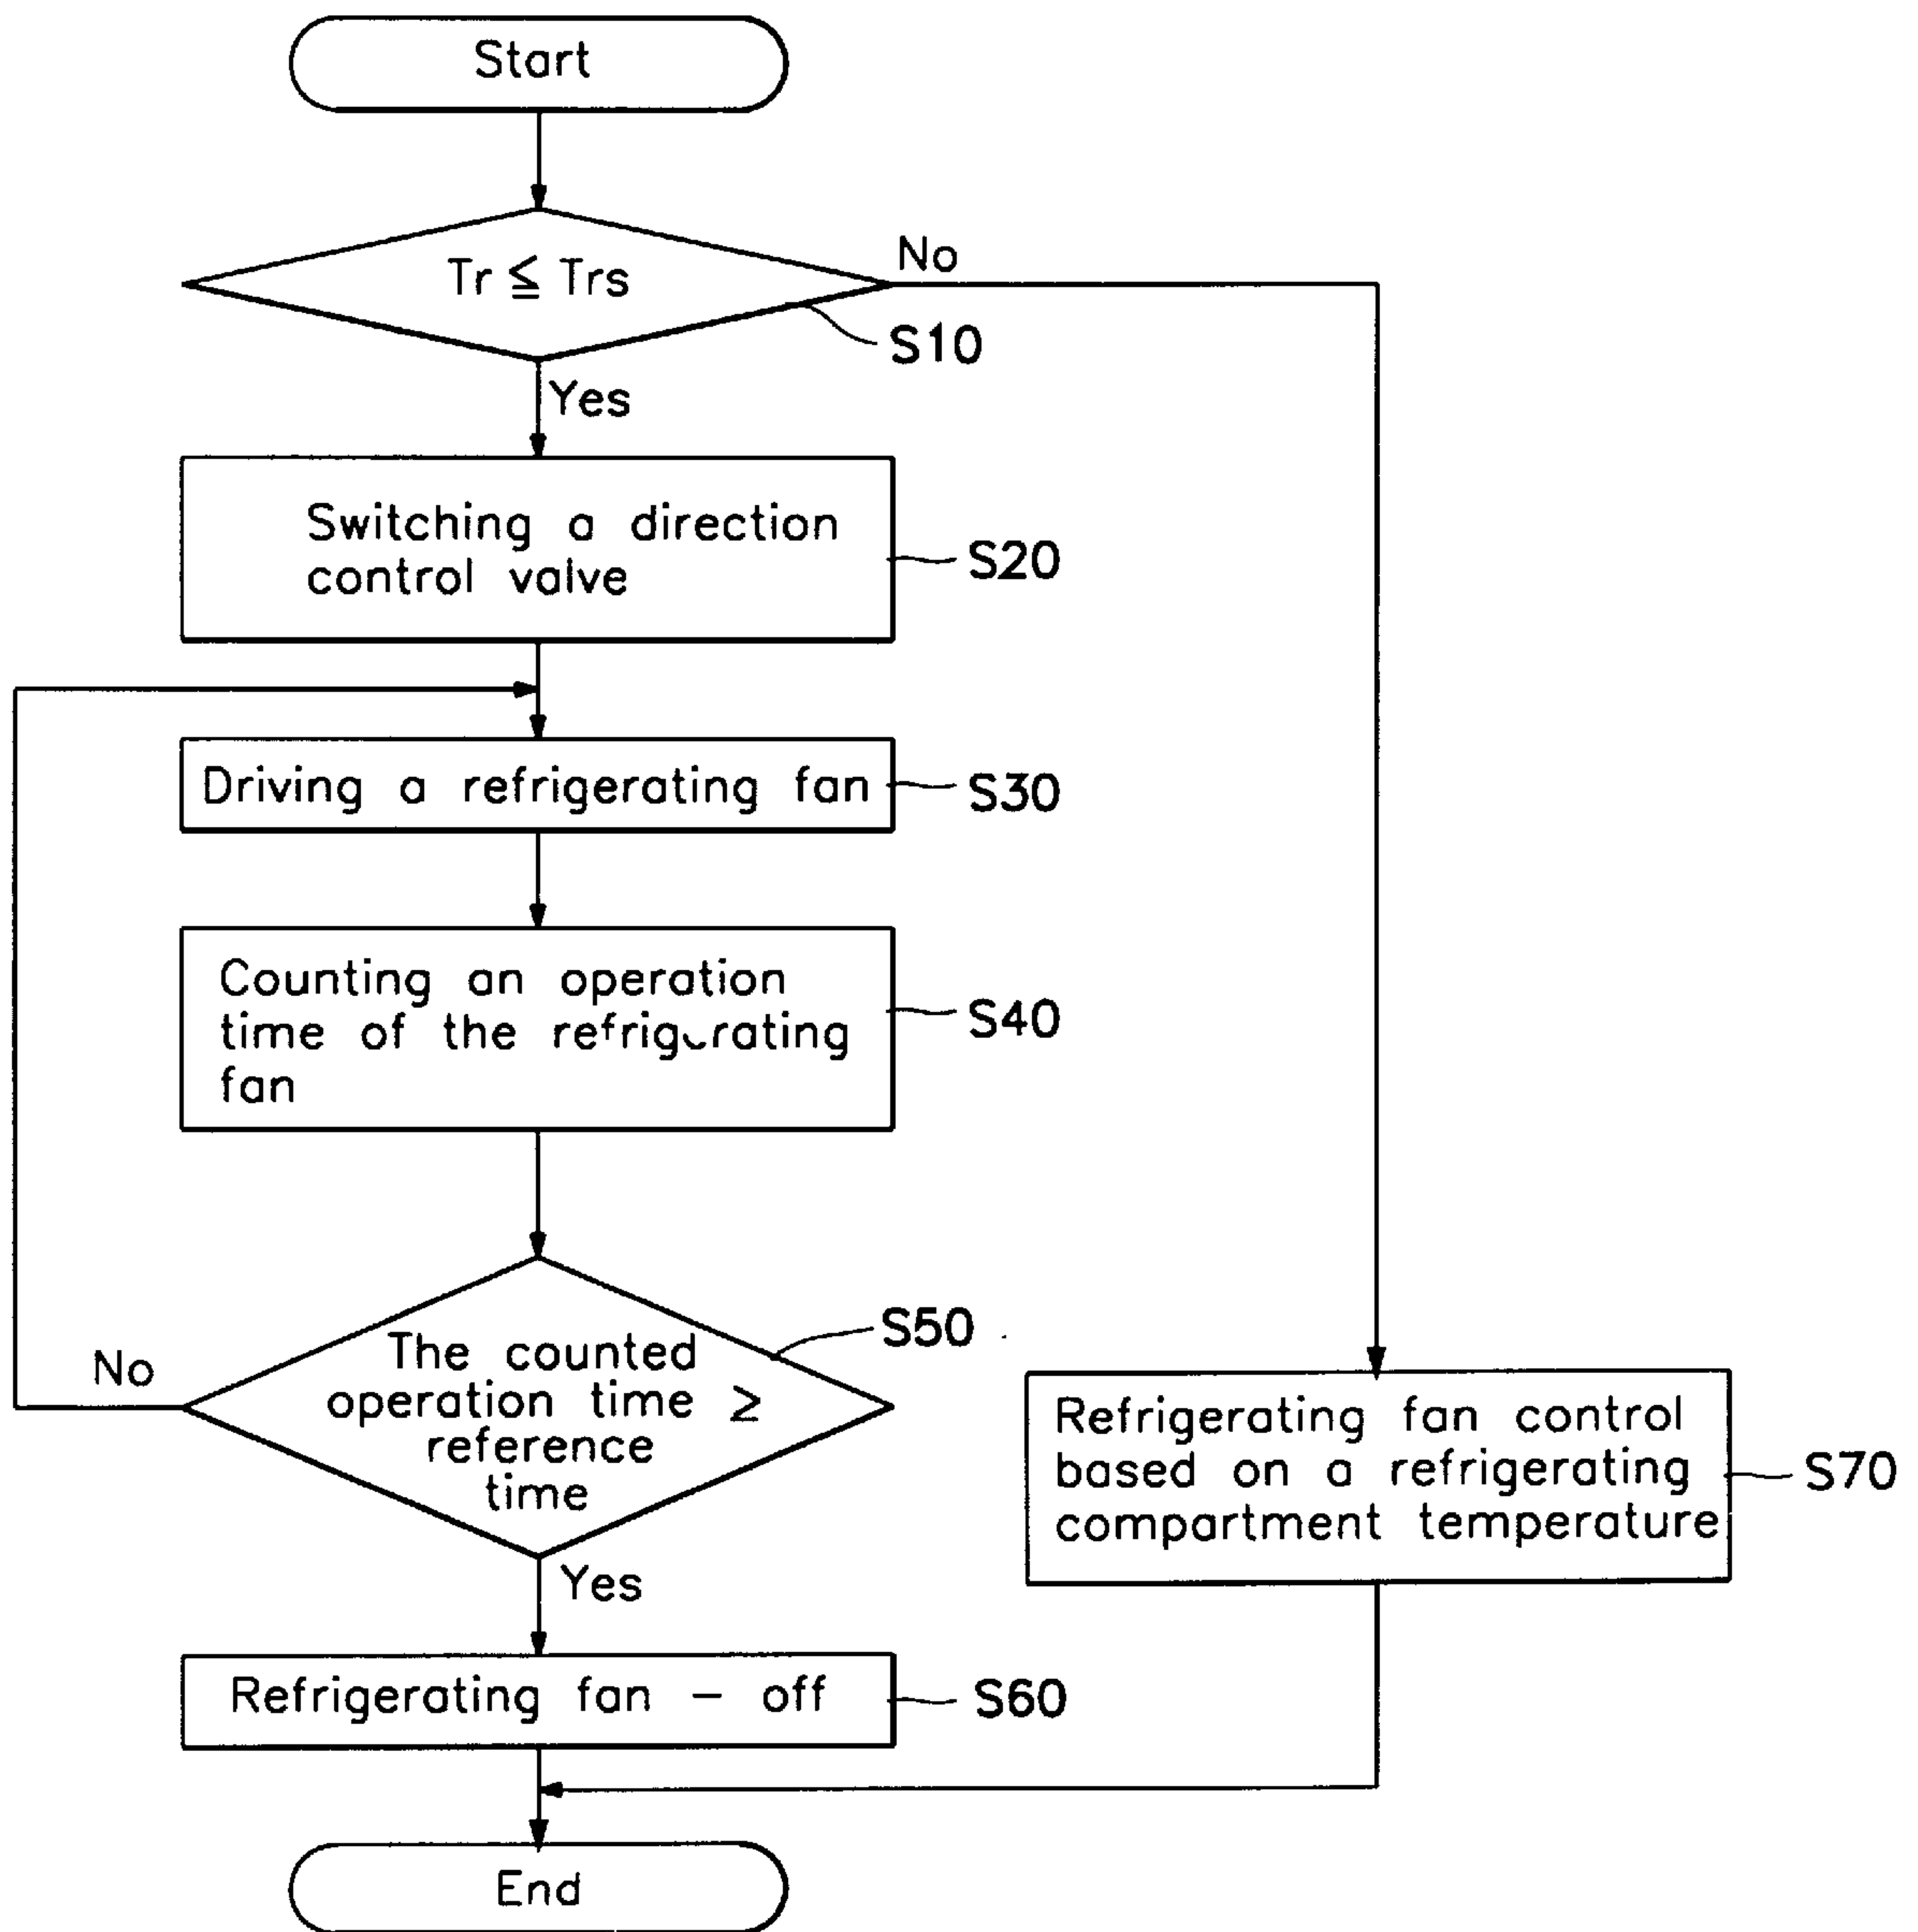 Start
Tr ≦ Trs
No
S10
Yes
Switching a direction
control valve
S20
Driving a refrigerating fan
S30
Counting an operation
time of the refrigerating
fan
S40
The counted
operation time ≥
reference
time
S50
No
Yes
Refrigerating fan control
based on a refrigerating
compartment temperature
S70
Refrigerating fan – off
S60
End